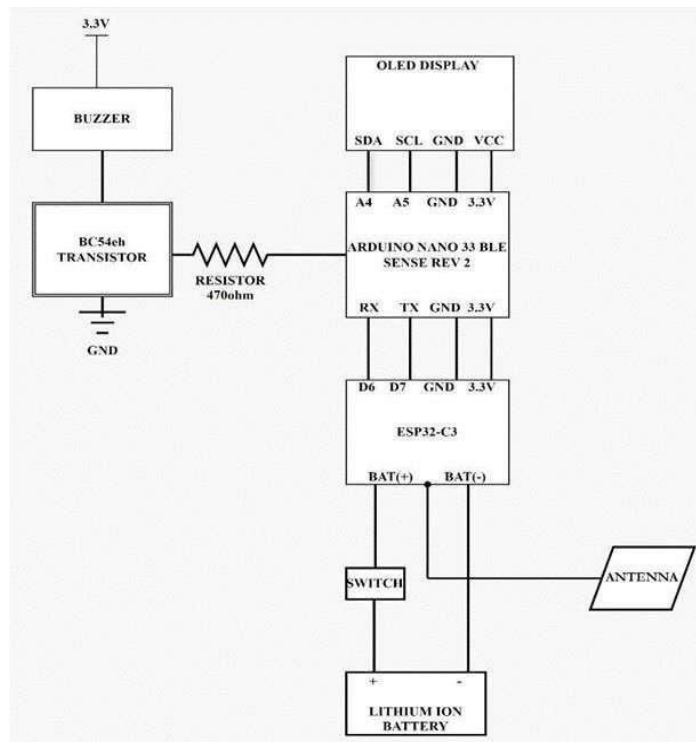 3.3V
BUZZER
BC54eh
TRANSISTOR
GND
RESISTOR
470ohm
OLED DISPLAY
SDA SCL GND VCC
A4 A5 GND 3.3V
ARDUINO NANO 33 BLE
SENSE REV 2
RX TX GND 3.3V
D6 D7 GND 3.3V
ESP32-C3
BAT(+) BAT(-)
SWITCH
ANTENNA
+ -
LITHIUM ION
BATTERY